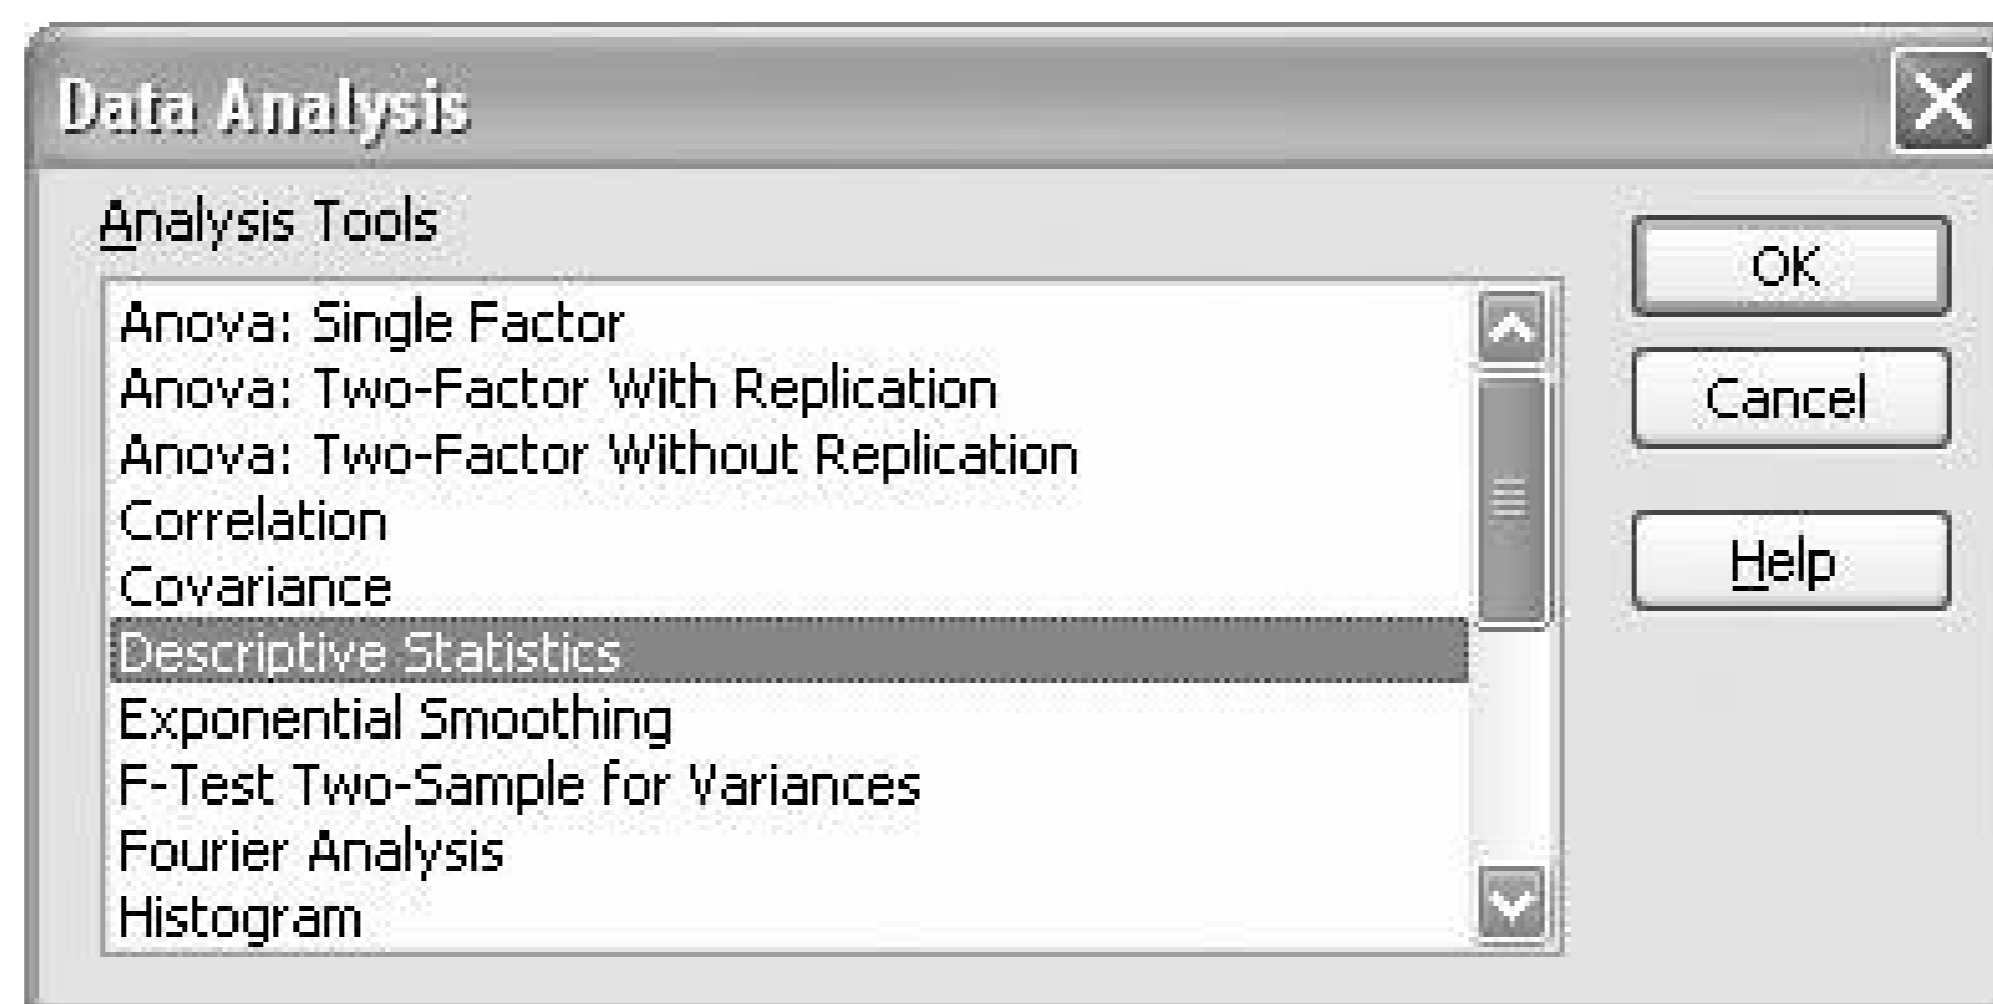 Data Analysis
Analysis Tools
Anova: Single Factor
Anova: Two-Factor With Replication
Anova: Two-Factor Without Replication
Correlation
Covariance
Descriptive Statistics
Exponential Smoothing
F-Test Two-Sample for Variances
Fourier Analysis
Histogram
OK
Cancel
Help